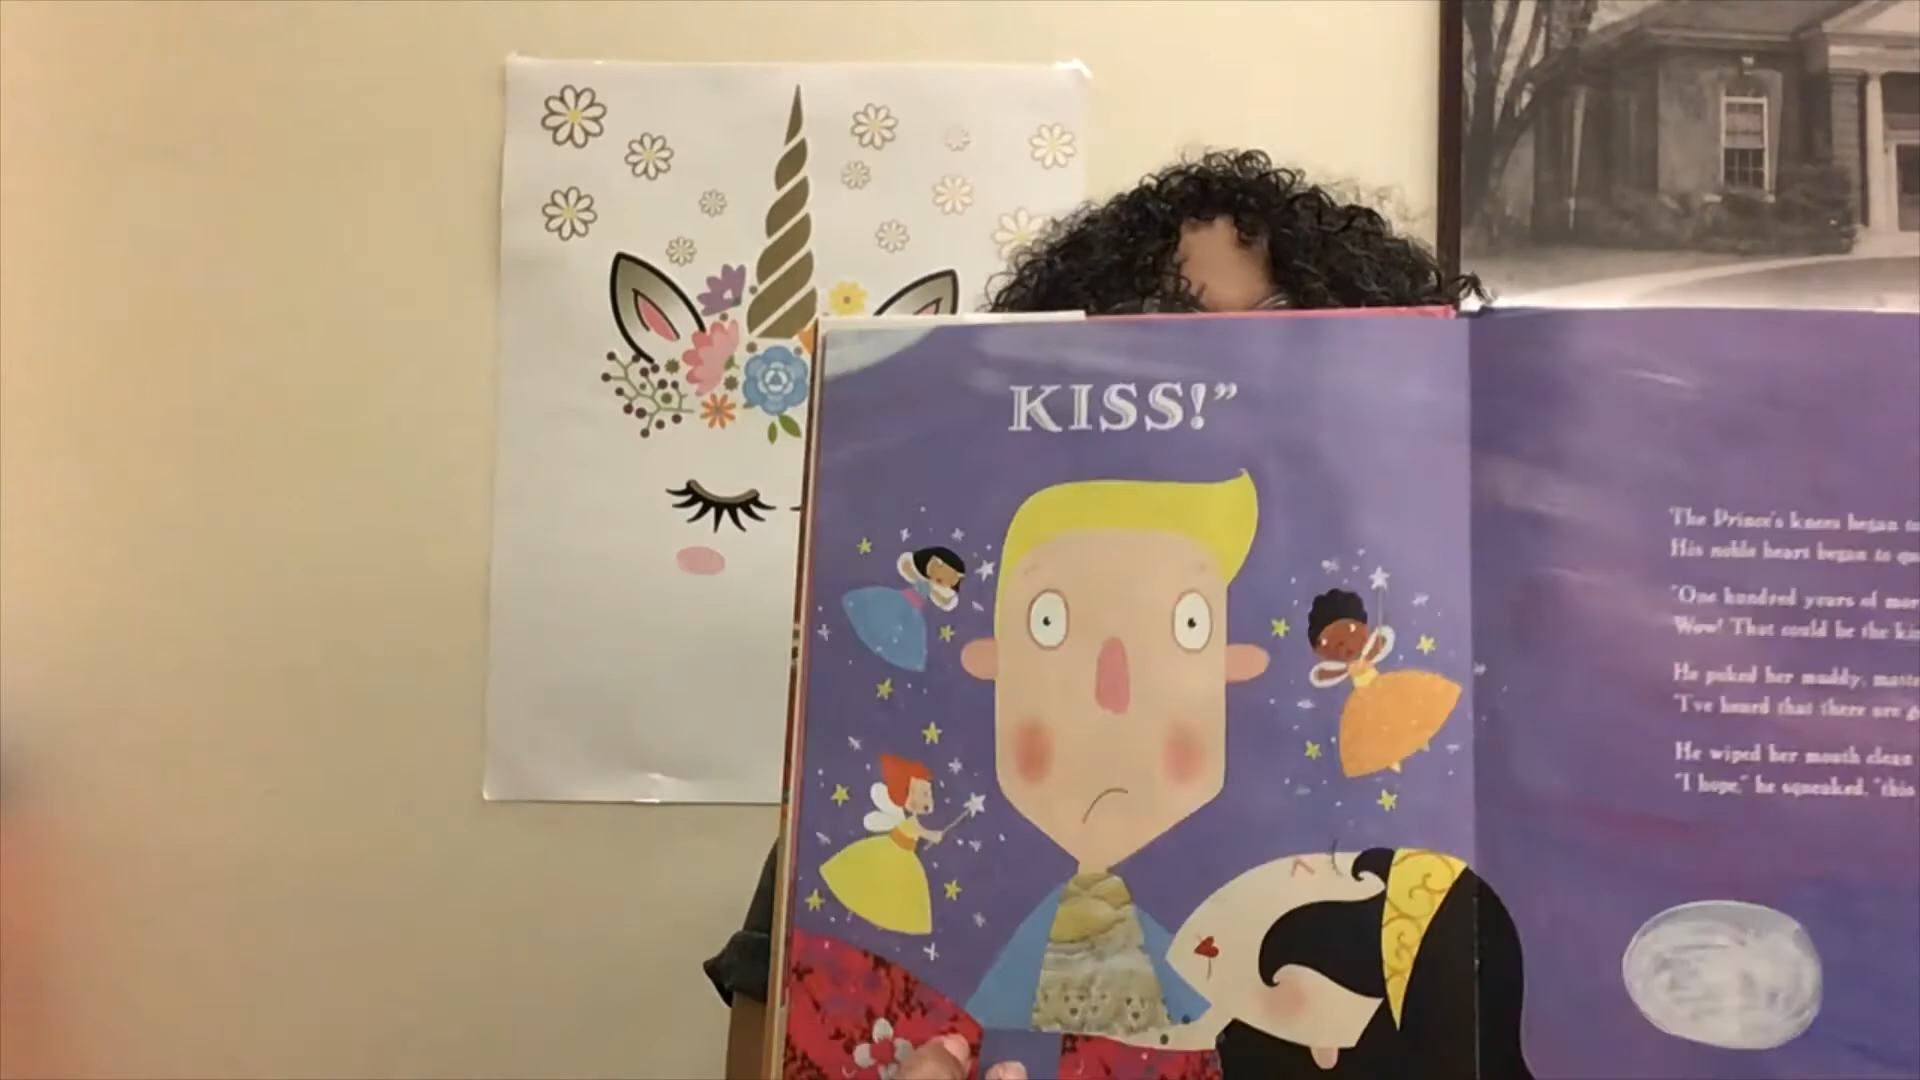 KISS!”
The Prince's knees began to
His noble heart began to
"One hundred years of
Wow! That could be the
He poked her muddy,
"I've heard that there are
He wiped her mouth clean
"I hope," he squeaked, "this